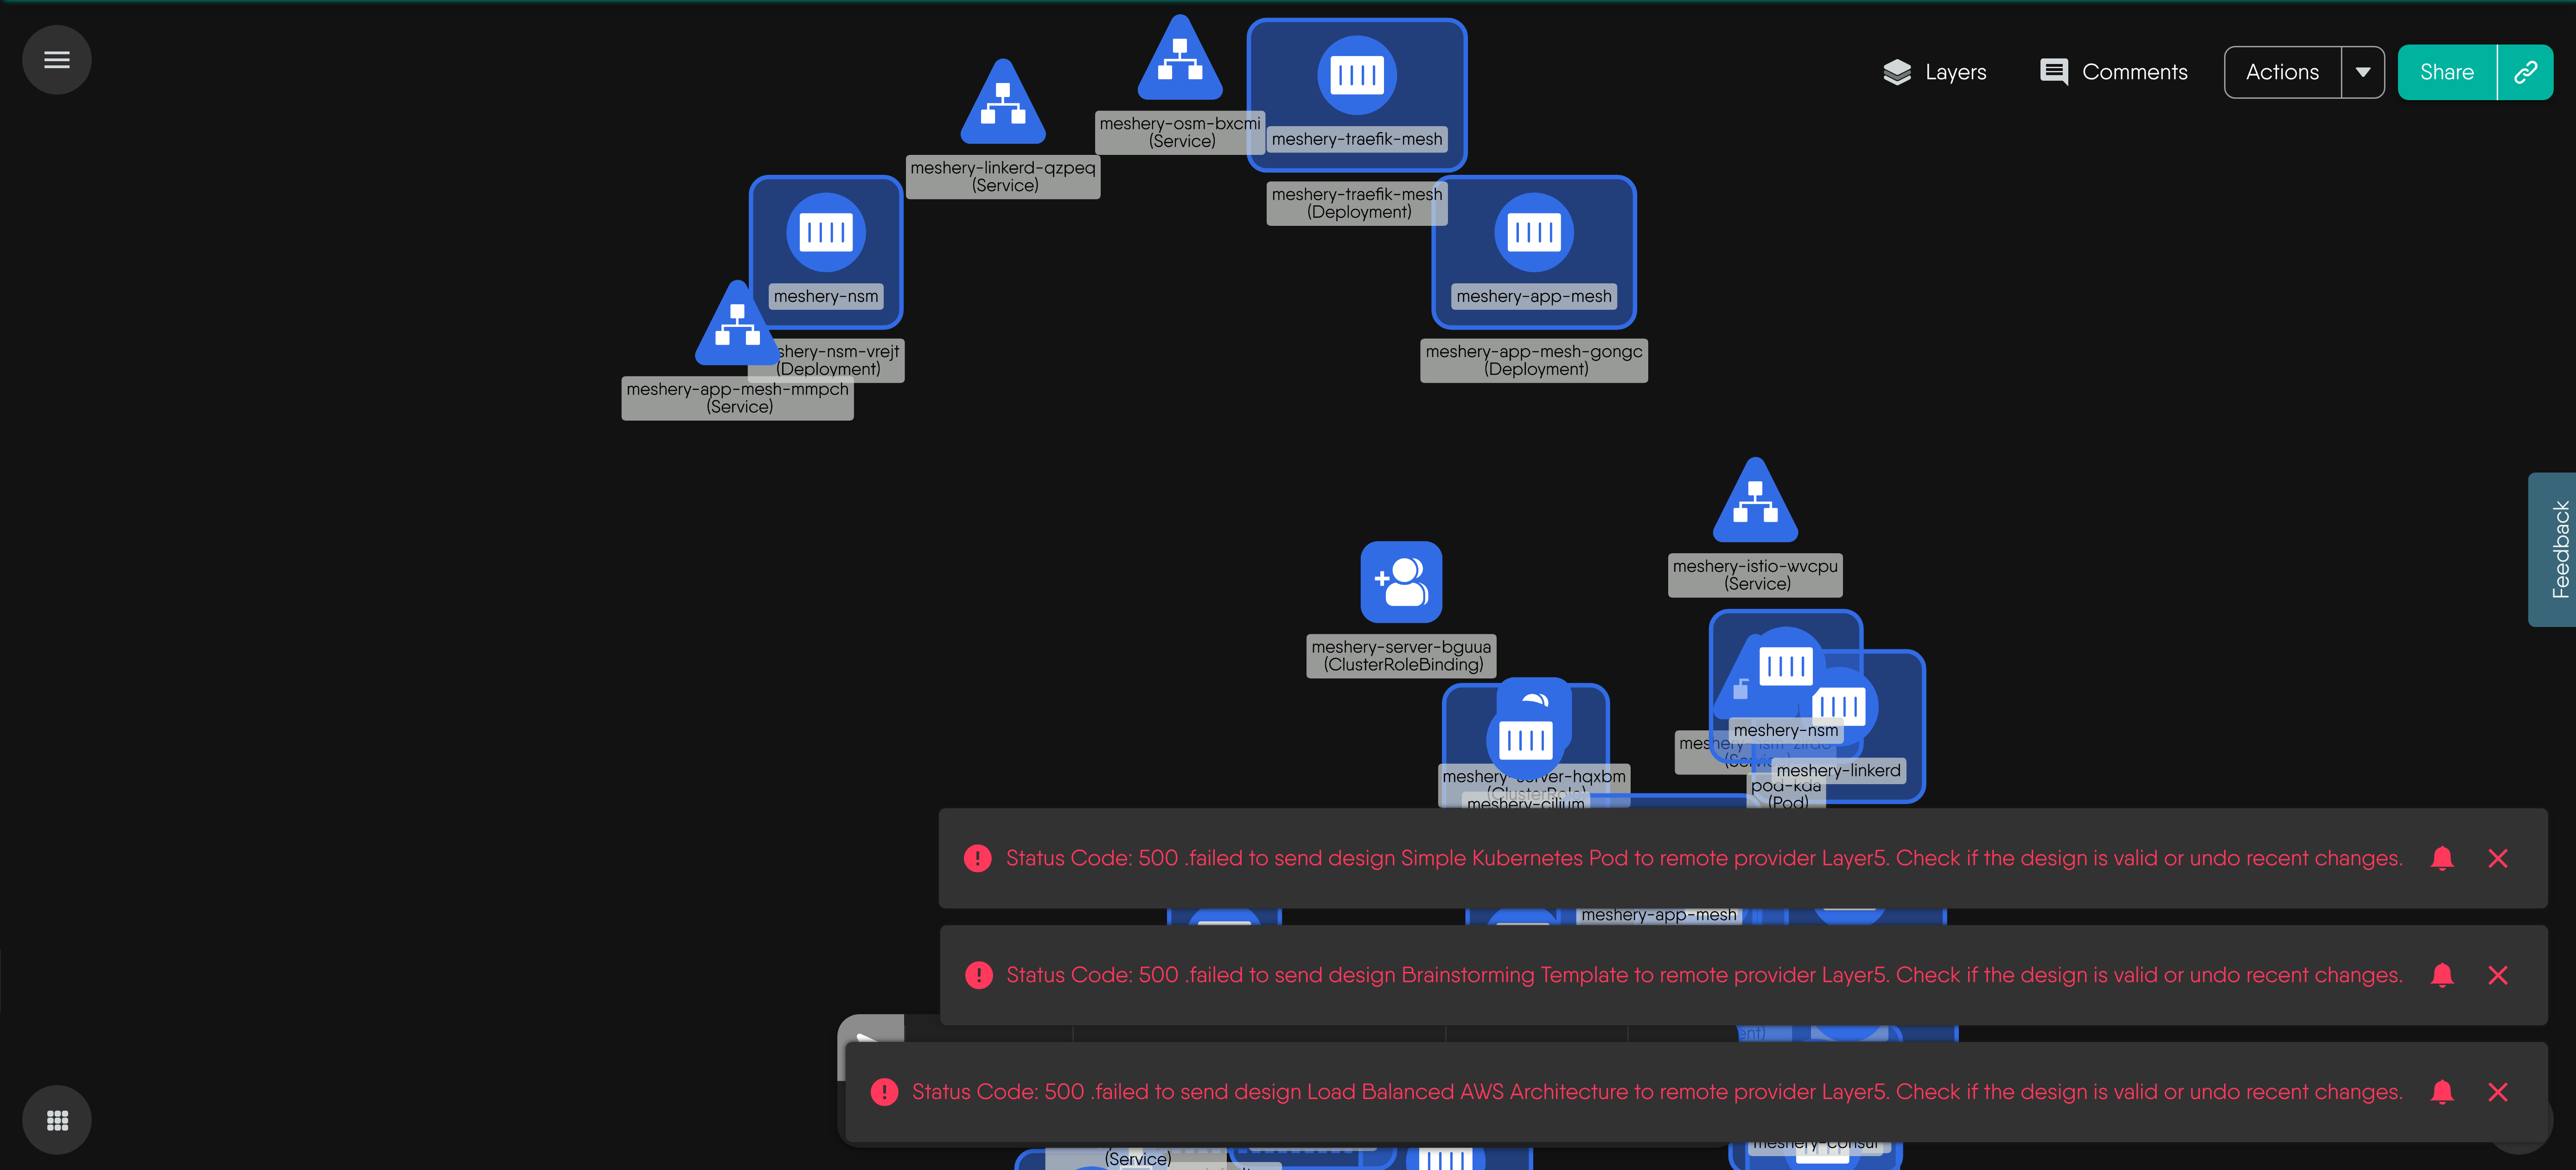 Layers
Comments
Actions
Share
Feedback
meshery-osm-bxcmi
(Service)
meshery-traefik-mesh
meshery-linkerd-qzpeq
(Service)
meshery-traefik-mesh
(Deployment)
meshery-nsm
meshery-app-mesh
shery-nsm-vrejt
(Deployment)
meshery-app-mesh-gongc
(Deployment)
meshery-app-mesh-mmpch
(Service)
meshery-istio-wvcpu
(Service)
meshery-server-bguua
(ClusterRoleBinding)
meshery-nsm
meshery-linkerd
meshery-server-hqxbm
(ClusterRole)
meshery-cilium
pod-kda
(Pod)
Status Code: 500 .failed to send design Simple Kubernetes Pod to remote provider Layer5. Check if the design is valid or undo recent changes.
meshery-app-mesh
Status Code: 500 .failed to send design Brainstorming Template to remote provider Layer5. Check if the design is valid or undo recent changes.
Status Code: 500 .failed to send design Load Balanced AWS Architecture to remote provider Layer5. Check if the design is valid or undo recent changes.
meshery-consul
(Service)